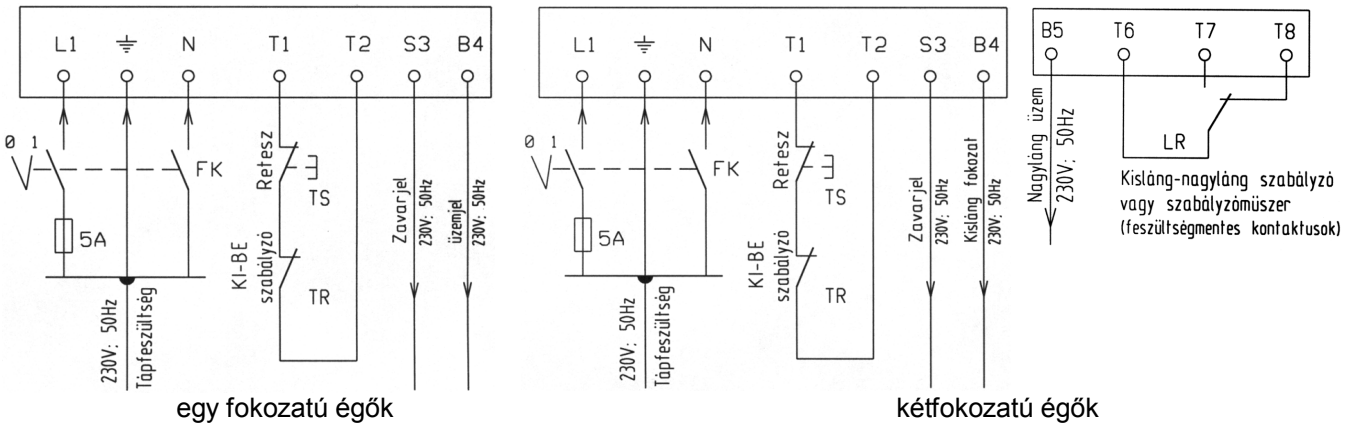 L1 N T1 T2 S3 B4
0 1
FK
5A
Retesz
TS
KI-BE
szabályzó
TR
230V; 50Hz
Tápfeszültség
Zavarjel
230V; 50Hz
üzemjel
230V; 50Hz
egy fokozatú égők
L1 N T1 T2 S3 B4
0 1
FK
5A
Retesz
TS
KI-BE
szabályzó
TR
230V; 50Hz
Tápfeszültség
Zavarjel
230V; 50Hz
Kisláng fokozat
230V; 50Hz
B5 T6 T7 T8
Nagyláng üzem
230V; 50Hz
LR
Kisláng-nagyláng szabályzó
vagy szabályzóműszer
(feszültségmentes kontaktusok)
kétfokozatú égők